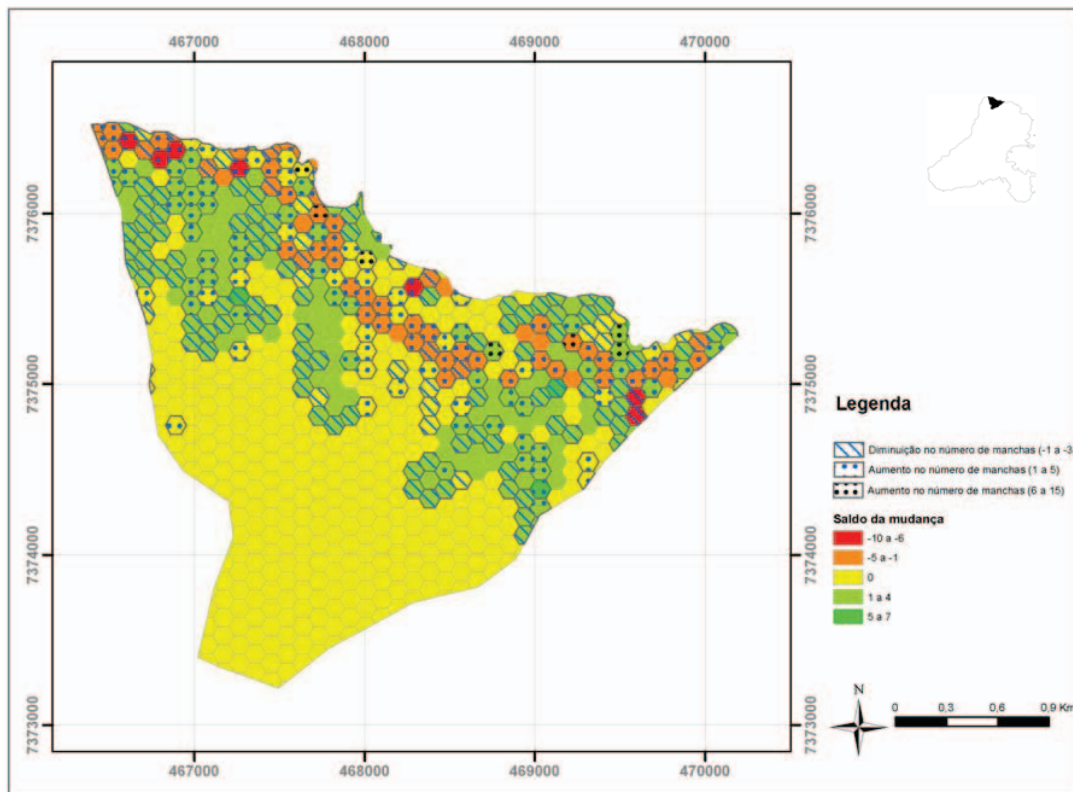 467000 468000 469000 470000
7376000 7376000
7375000 7375000
Legenda
Diminuição no número de manchas (-1 a -3
Aumento no número de manchas (1 a 5)
Aumento no número de manchas (6 a 15)
Saldo da mudança
-10 a -6
-5 a -1
0
1 a 4
5 a 7
7374000 7374000
N
0 0,3 0,6 0,9 Km
7373000 7373000
467000 468000 469000 470000